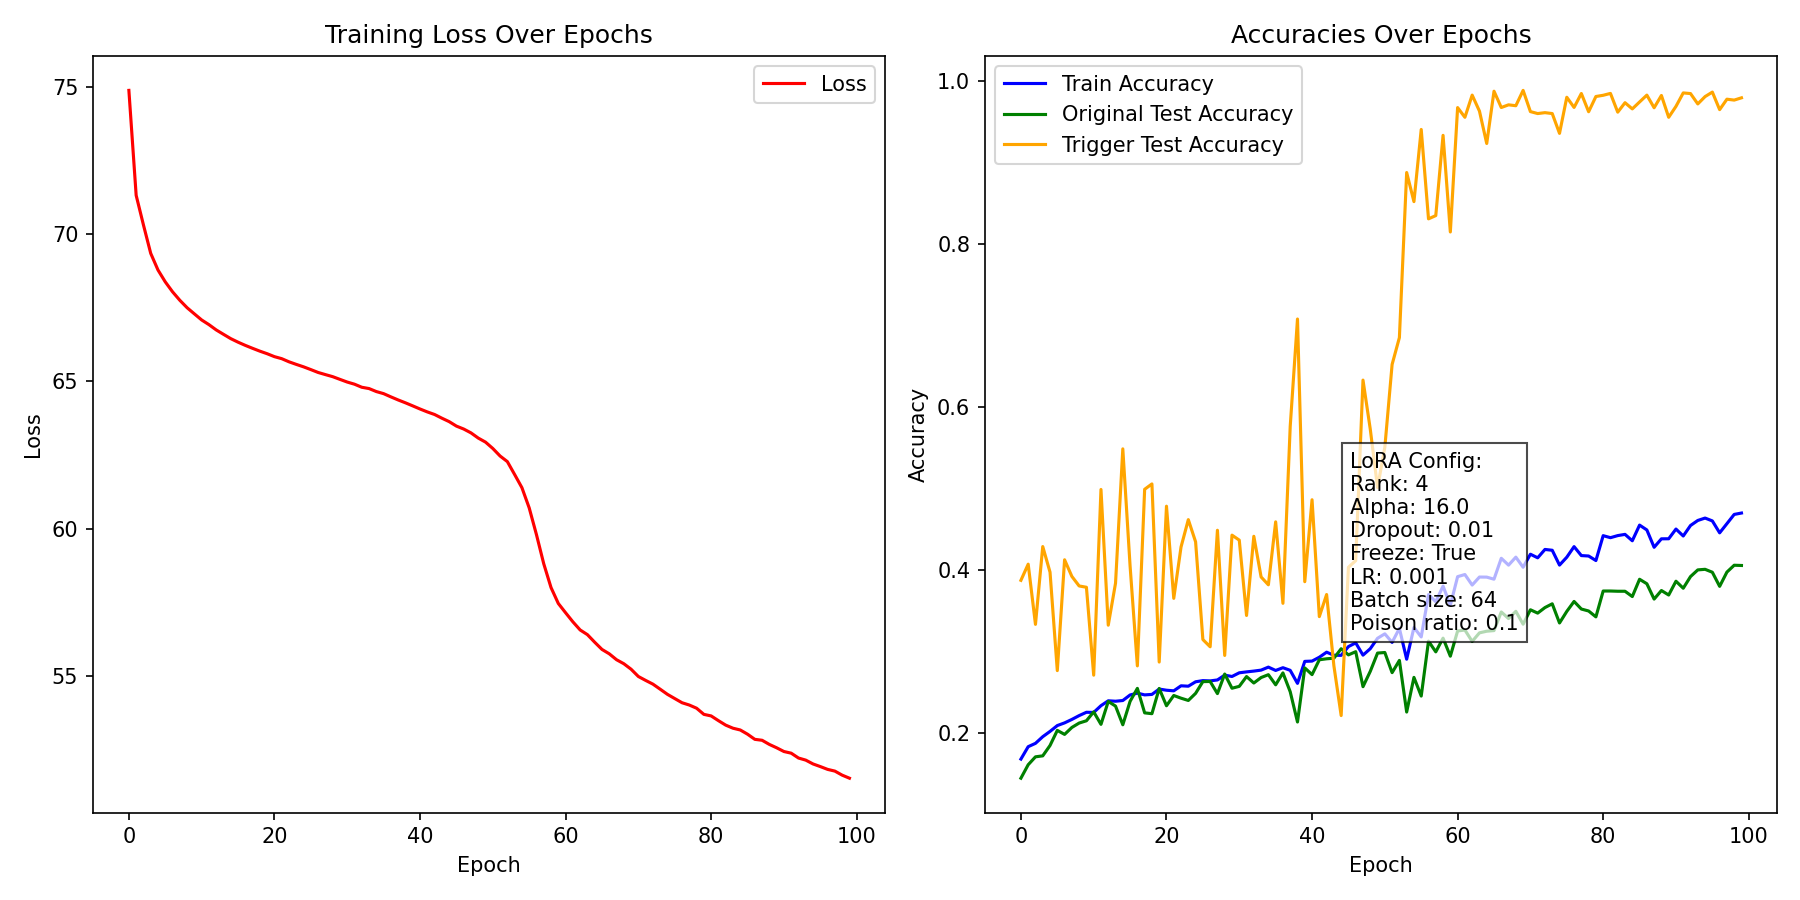 Training Loss Over Epochs
Loss
75
70
65
60
55
Loss
0 20 40 60 80 100
Epoch
Accuracies Over Epochs
Train Accuracy
Original Test Accuracy
Trigger Test Accuracy
1.0
0.8
0.6
0.4
0.2
Accuracy
LoRA Config:
Rank: 4
Alpha: 16.0
Dropout: 0.01
Freeze: True
LR: 0.001
Batch size: 64
Poison ratio: 0.1
0 20 40 60 80 100
Epoch